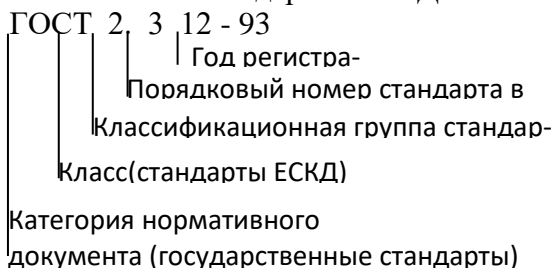 ГОСТ 2. 3 12 - 93
Год регистра-
Порядковый номер стандарта в
Классификационная группа стандар-
Класс(стандарты ЕСКД)
Категория нормативного
документа (государственные стандарты)